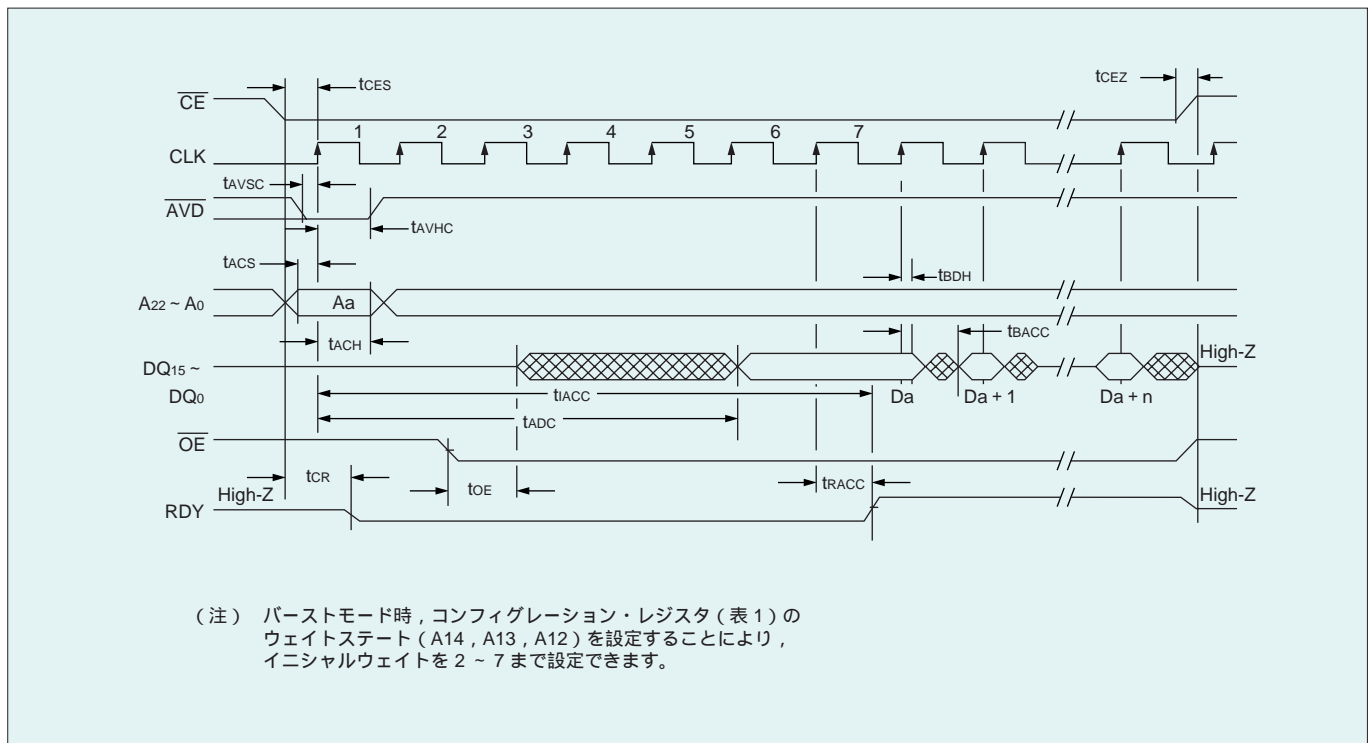 tCES
tCEZ
CE
1 2 3 4 5 6 7
CLK
tAVSC
AVD
tAVHC
tACS
tBDH
A22 ~ A0
Aa
tACH
tBACC
DQ15 ~
DQ0
High-Z
tIACC
Da
Da + 1
Da + n
tADC
OE
tCR
tOE
tRACC
High-Z
High-Z
RDY
（注） バーストモード時，コンフィグレーション・レジスタ（表 1）の
ウェイトステート（A14，A13，A12）を設定することにより，
イニシャルウェイトを 2 ~ 7 まで設定できます。